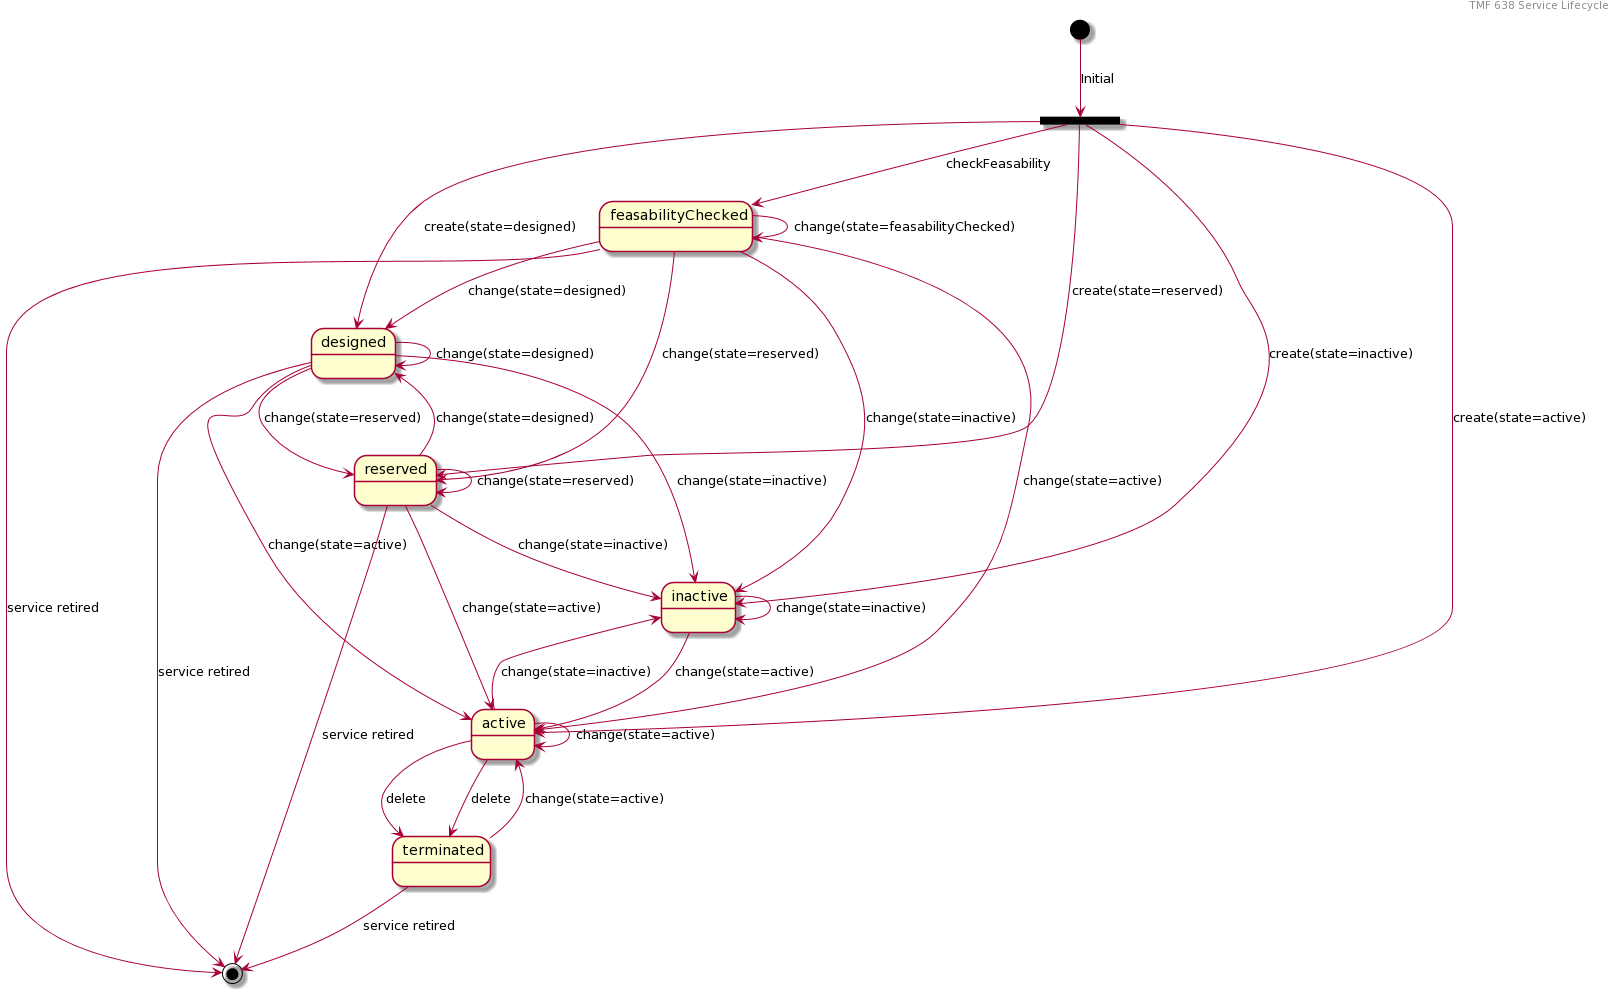 TMF 638 Service Lifecycle
Initial
checkFeasability
create(state=designed)
feasabilityChecked
change(state=feasabilityChecked)
change(state=designed)
create(state=reserved)
designed
change(state=designed)
change(state=reserved)
create(state=inactive)
change(state=reserved)
change(state=designed)
change(state=inactive)
create(state=active)
reserved
change(state=reserved)
change(state=inactive)
change(state=active)
change(state=active)
change(state=inactive)
inactive
service retired
change(state=active)
change(state=inactive)
service retired
change(state=inactive)
change(state=active)
active
service retired
change(state=active)
delete
delete
change(state=active)
terminated
service retired